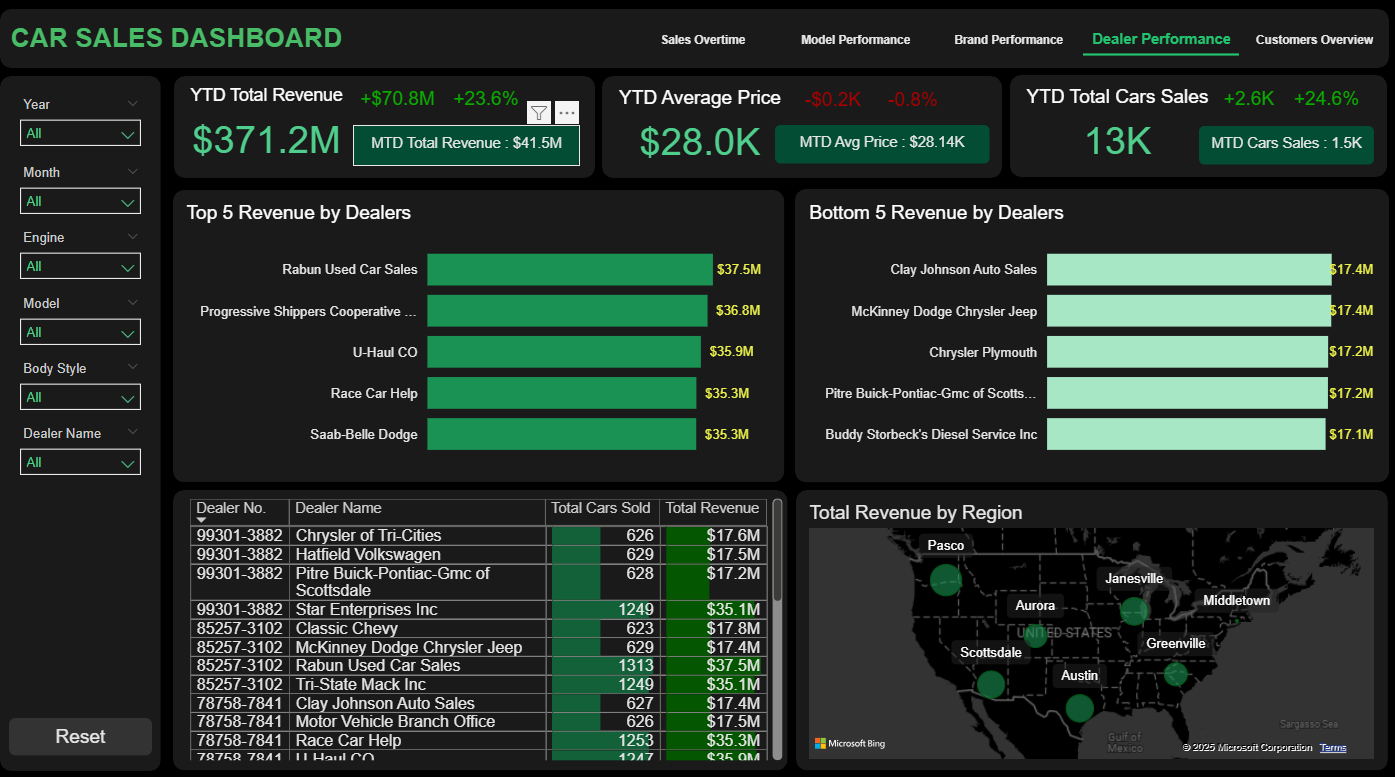 CAR SALES DASHBOARD
Sales Overtime
Model Performance
Brand Performance
Dealer Performance
Customers Overview
Year
All
Month
All
Engine
All
Model
All
Body Style
All
Dealer Name
All
Reset
YTD Total Revenue +$70.8M +23.6%
$371.2M
MTD Total Revenue : $41.5M
YTD Average Price -$0.2K -0.8%
$28.0K
MTD Avg Price : $28.14K
YTD Total Cars Sales +2.6K +24.6%
13K
MTD Cars Sales : 1.5K
Top 5 Revenue by Dealers
Rabun Used Car Sales $37.5M
Progressive Shippers Cooperative ... $36.8M
U-Haul CO $35.9M
Race Car Help $35.3M
Saab-Belle Dodge $35.3M
Bottom 5 Revenue by Dealers
Clay Johnson Auto Sales $17.4M
McKinney Dodge Chrysler Jeep $17.4M
Chrysler Plymouth $17.2M
Pitre Buick-Pontiac-Gmc of Scotts... $17.2M
Buddy Storbeck's Diesel Service Inc $17.1M
Dealer No. Dealer Name Total Cars Sold Total Revenue
99301-3882 Chrysler of Tri-Cities 626 $17.6M
99301-3882 Hatfield Volkswagen 629 $17.5M
99301-3882 Pitre Buick-Pontiac-Gmc of 628 $17.2M
Scottsdale
99301-3882 Star Enterprises Inc 1249 $35.1M
85257-3102 Classic Chevy 623 $17.8M
85257-3102 McKinney Dodge Chrysler Jeep 629 $17.4M
85257-3102 Rabun Used Car Sales 1313 $37.5M
85257-3102 Tri-State Mack Inc 1249 $35.1M
78758-7841 Clay Johnson Auto Sales 627 $17.4M
78758-7841 Motor Vehicle Branch Office 626 $17.5M
78758-7841 Race Car Help 1253 $35.3M
78758-7841 U-Haul CO 1247 $35.9M
Total Revenue by Region
Pasco
Janesville
Aurora
Middletown
UNITED STATES
Greenville
Scottsdale
Austin
Sargasso Sea
Gulf of
Mexico
Microsoft Bing
© 2025 Microsoft Corporation Terms